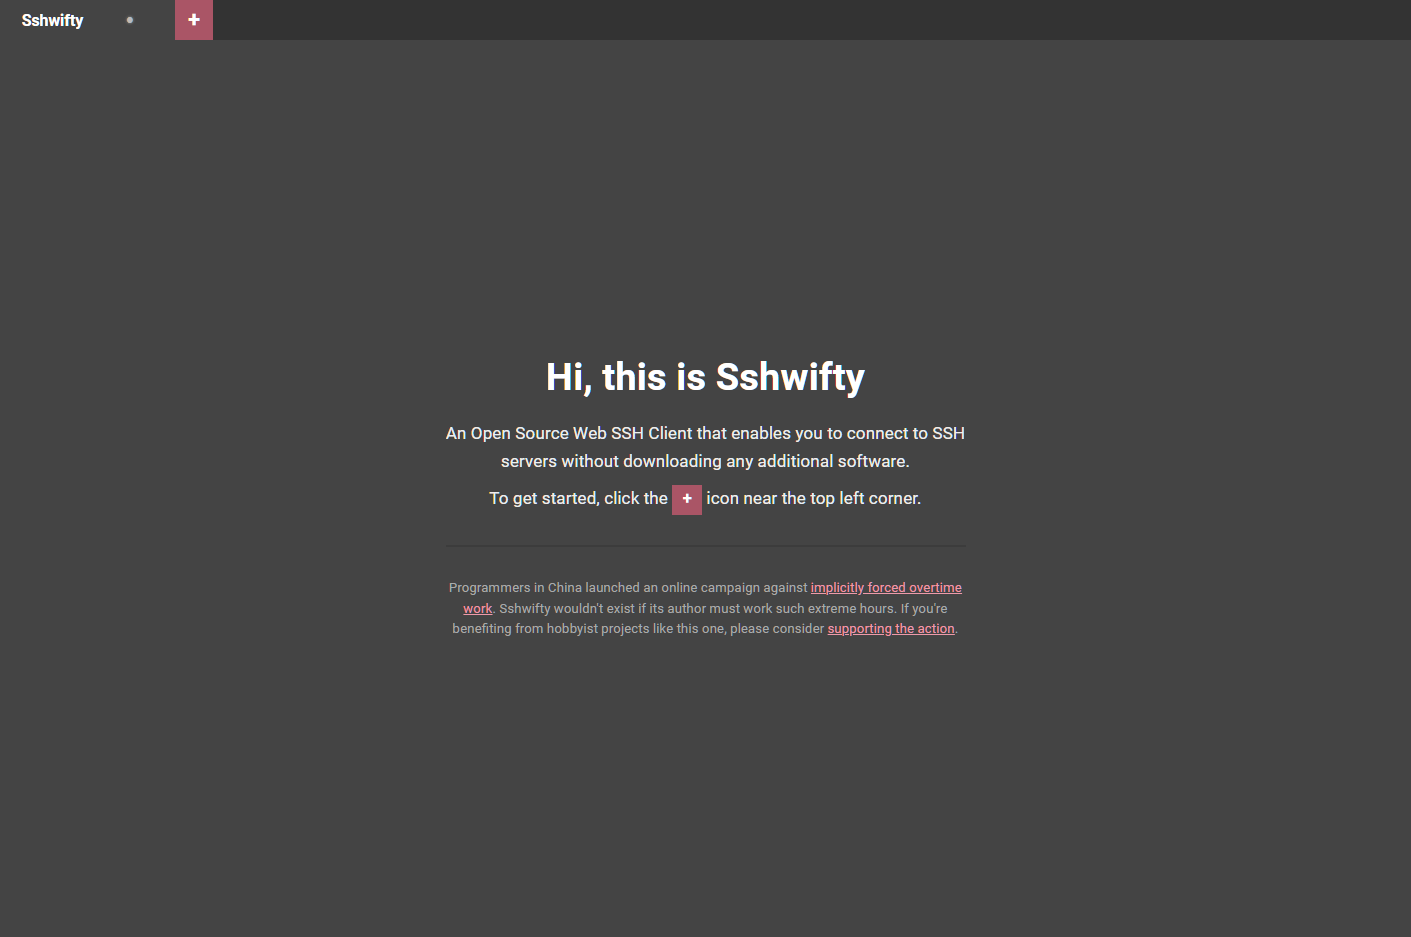 Sshwifty
+
Hi, this is Sshwifty
An Open Source Web SSH Client that enables you to connect to SSH
servers without downloading any additional software.
To get started, click the + icon near the top left corner.
Programmers in China launched an online campaign against implicitly forced overtime
work. Sshwifty wouldn't exist if its author must work such extreme hours. If you're
benefiting from hobbyist projects like this one, please consider supporting the action.